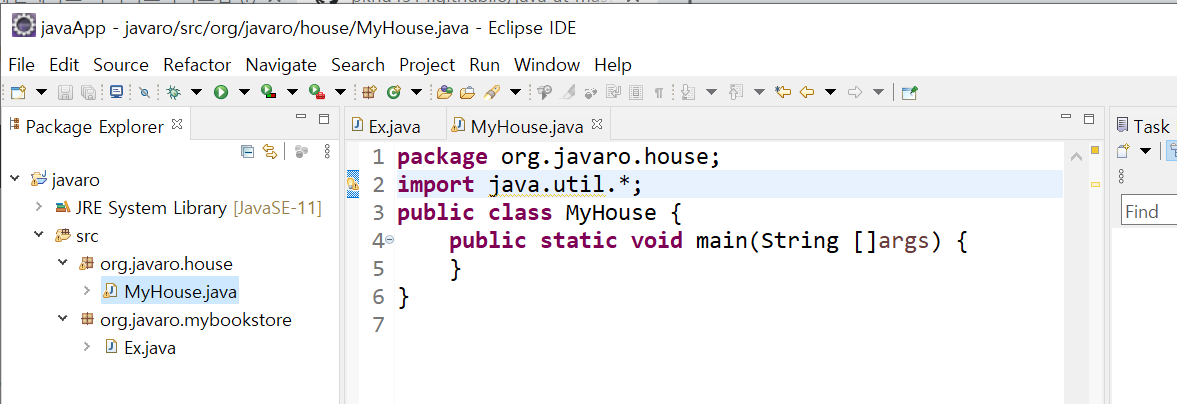 javaApp - javaro/src/org/javaro/house/MyHouse.java - Eclipse IDE
File Edit Source Refactor Navigate Search Project Run Window Help
Package Explorer
javaro
JRE System Library [JavaSE-11]
src
org.javaro.house
MyHouse.java
org.javaro.mybookstore
Ex.java
Ex.java MyHouse.java
1 package org.javaro.house;
2 import java.util.*;
3 public class MyHouse {
4 public static void main(String []args) {
5 }
6 }
7
Task
Find